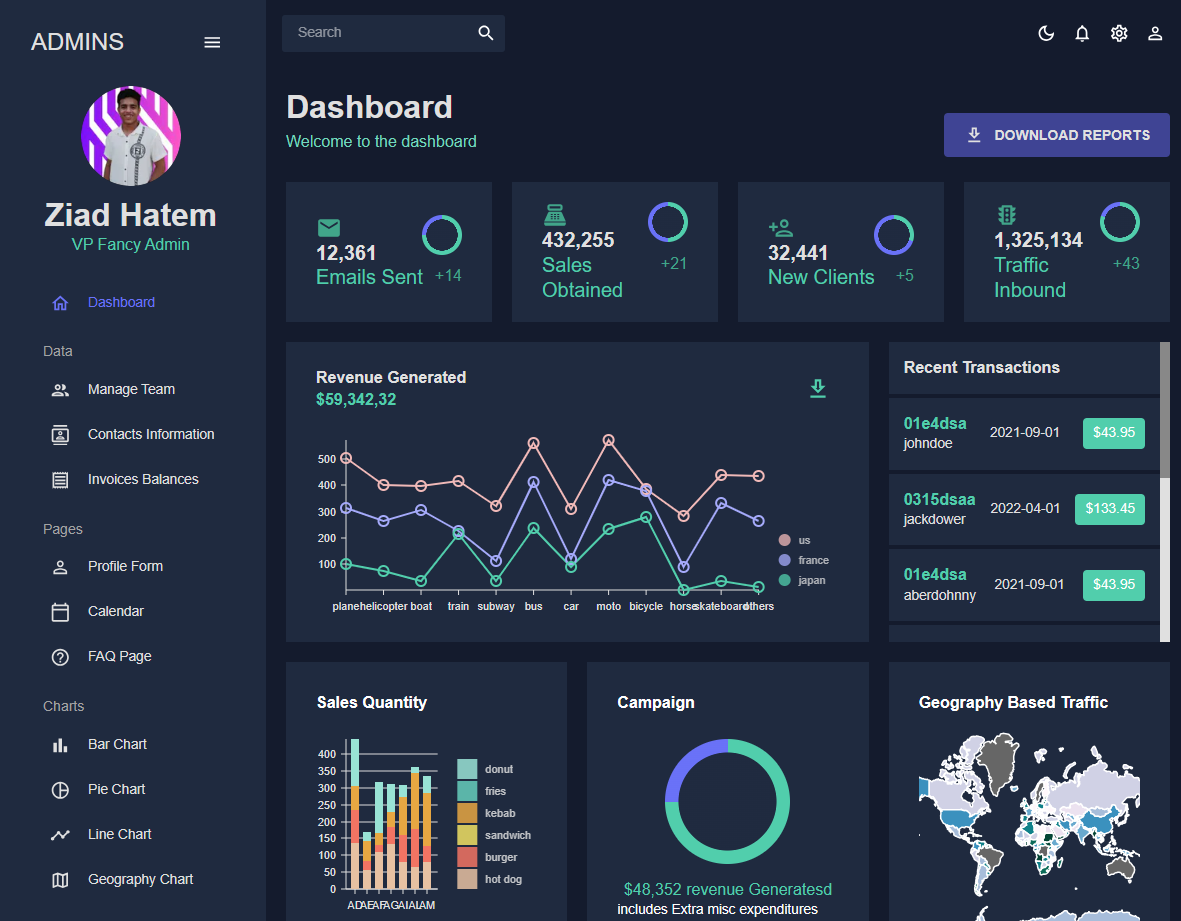 ADMINS
Search
Ziad Hatem
VP Fancy Admin
Dashboard
Data
Manage Team
Contacts Information
Invoices Balances
Pages
Profile Form
Calendar
FAQ Page
Charts
Bar Chart
Pie Chart
Line Chart
Geography Chart
Dashboard
Welcome to the dashboard
DOWNLOAD REPORTS
12,361
Emails Sent
+14
432,255
Sales
Obtained
+21
32,441
New Clients
+5
1,325,134
Traffic
Inbound
+43
Revenue Generated
$59,342,32
500
400
300
200
100
plane
helicopter
boat
train
subway
bus
car
moto
bicycle
horse
skateboard
others
us
france
japan
Recent Transactions
01e4dsa
johndoe
2021-09-01
$43.95
0315dsaa
jackdower
2022-04-01
$133.45
01e4dsa
aberdohnny
2021-09-01
$43.95
Sales Quantity
400
350
300
250
200
150
100
50
0
AD
AE
AF
AG
AI
AL
AM
donut
fries
kebab
sandwich
burger
hot dog
Campaign
$48,352 revenue Generatesd
includes Extra misc expenditures
Geography Based Traffic